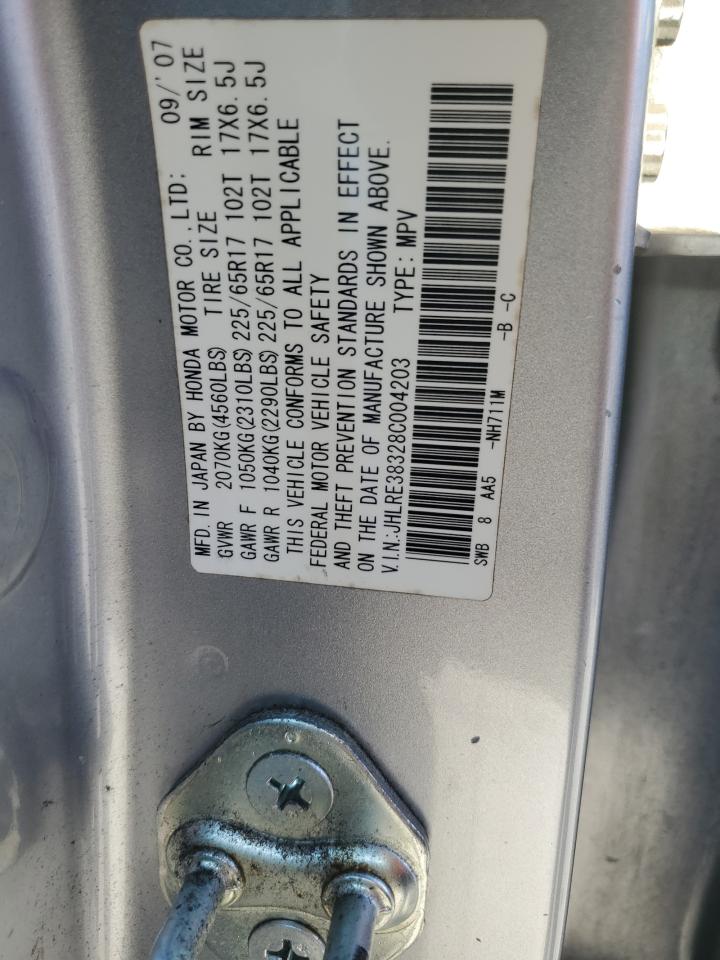 MFD. IN JAPAN BY HONDA MOTOR CO., LTD: 09/'07
GVWR 2070KG(4560LBS) TIRE SIZE RIM SIZE
GAWR F 1050KG(2310LBS) 225/65R17 102T 17X6.5J
GAWR R 1040KG(2290LBS) 225/65R17 102T 17X6.5J
THIS VEHICLE CONFORMS TO ALL APPLICABLE
FEDERAL MOTOR VEHICLE SAFETY
AND THEFT PREVENTION STANDARDS IN EFFECT
ON THE DATE OF MANUFACTURE SHOWN ABOVE.
V.I.N.:JHLRE38328C004203 TYPE: MPV
SWB 8 AA5 -NH711M -B -C